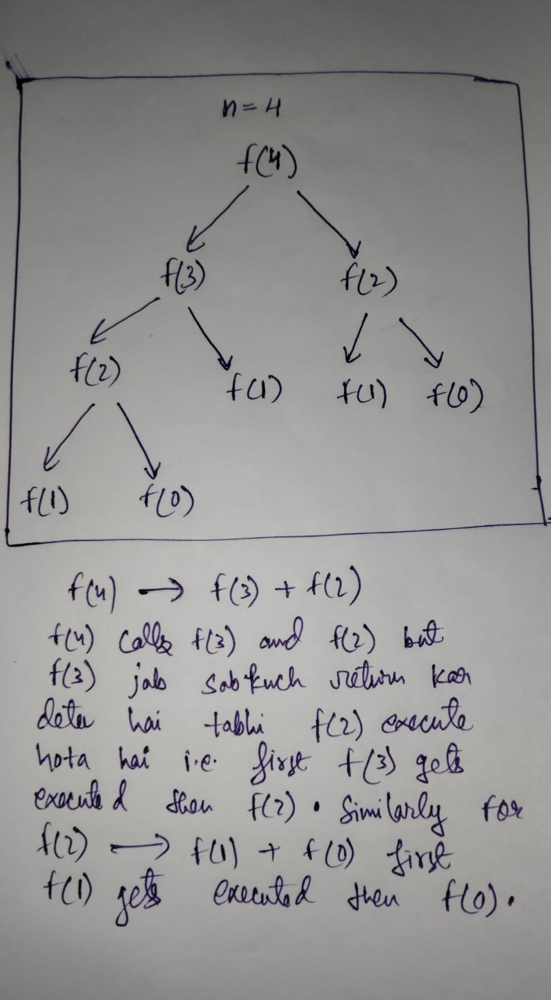 n=4
f(4)
f(3) f(2)
f(2) f(1) f(1) f(0)
f(1) f(0)
f(4) → f(3) + f(2)
f(4) calls f(3) and f(2) but
f(3) jab sab kuch return kar
deta hai tabhi f(2) execute
hota hai i.e. first f(3) gets
executed then f(2). Similarly for
f(2) → f(1) + f(0) first
f(1) gets executed then f(0).